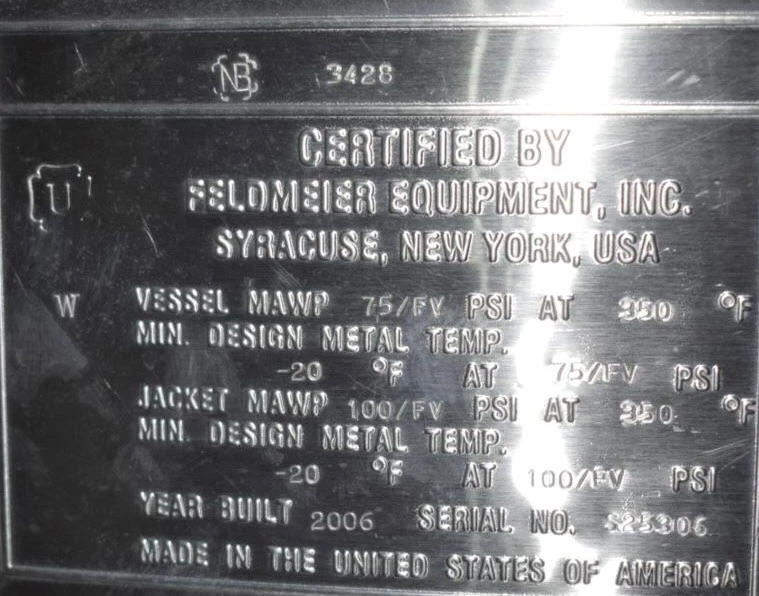 NB 3428
CERTIFIED BY
U FELDMEIER EQUIPMENT, INC.
SYRACUSE, NEW YORK, USA
W VESSEL MAWP 75/FV PSI AT 350 °F
MIN. DESIGN METAL TEMP.
-20 °F AT 75/FV PSI
JACKET MAWP 100/FV PSI AT 350 °F
MIN. DESIGN METAL TEMP.
-20 °F AT 100/FV PSI
YEAR BUILT 2006 SERIAL NO. S25306
MADE IN THE UNITED STATES OF AMERICA